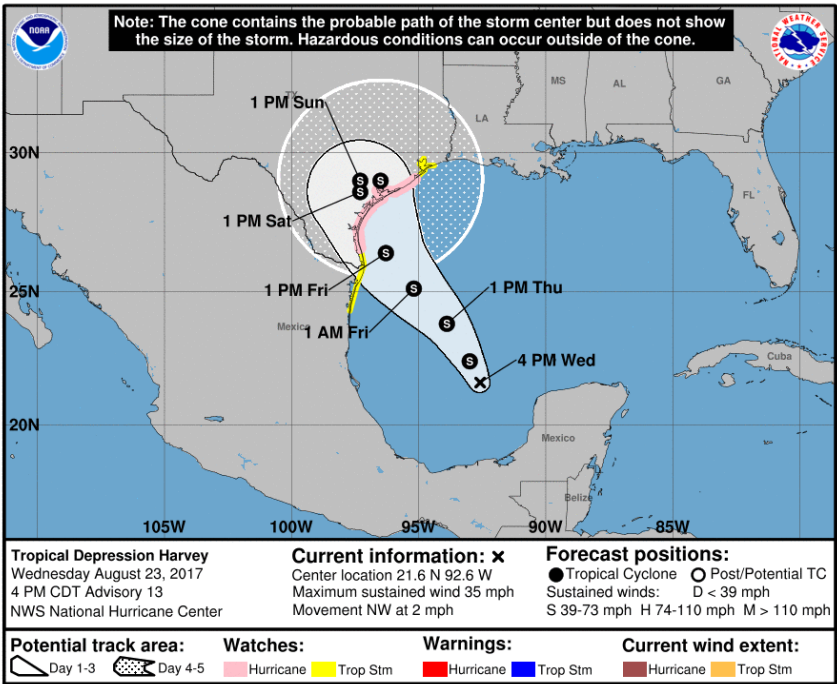 Note: The cone contains the probable path of the storm center but does not show
the size of the storm. Hazardous conditions can occur outside of the cone.
NOAA
NATIONAL WEATHER SERVICE
MS
AL
GA
TX
1 PM Sun
LA
30N
S
S
S
FL
1 PM Sat
S
1 PM Fri
1 PM Thu
25N
S
Mexico
1 AM Fri
S
4 PM Wed
S
Cuba
20N
Mexico
Belize
105W
100W
95W
90W
85W
Tropical Depression Harvey
Wednesday August 23, 2017
4 PM CDT Advisory 13
NWS National Hurricane Center
Current information: ×
Center location 21.6 N 92.6 W
Maximum sustained wind 35 mph
Movement NW at 2 mph
Forecast positions:
Tropical Cyclone Post/Potential TC
Sustained winds: D < 39 mph
S 39-73 mph H 74-110 mph M > 110 mph
Potential track area:
Day 1-3 Day 4-5
Watches:
Hurricane Trop Stm
Warnings:
Hurricane Trop Stm
Current wind extent:
Hurricane Trop Stm